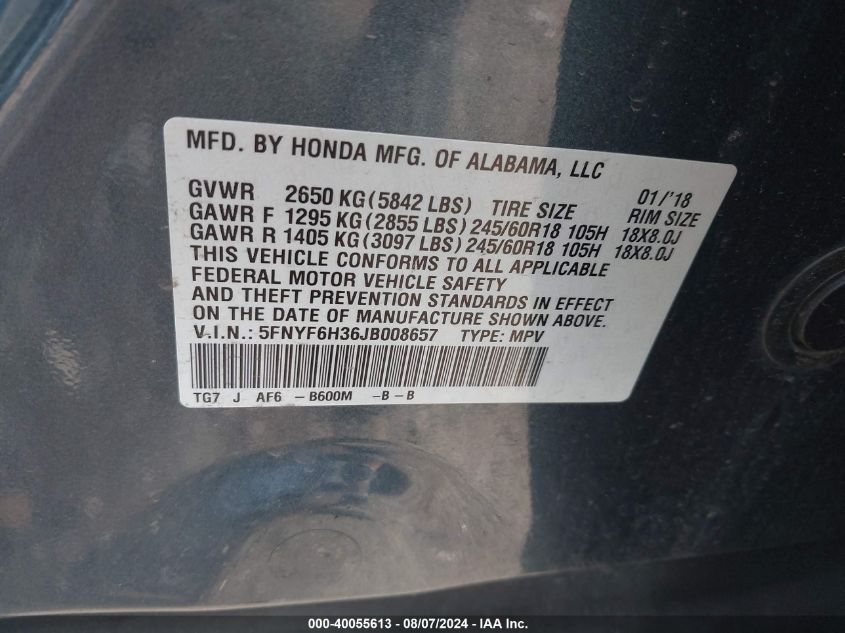 MFD. BY HONDA MFG. OF ALABAMA, LLC
GVWR 2650 KG (5842 LBS) TIRE SIZE 01/'18 RIM SIZE
GAWR F 1295 KG (2855 LBS) 245/60R18 105H 18X8.0J
GAWR R 1405 KG (3097 LBS) 245/60R18 105H 18X8.0J
THIS VEHICLE CONFORMS TO ALL APPLICABLE
FEDERAL MOTOR VEHICLE SAFETY
AND THEFT PREVENTION STANDARDS IN EFFECT
ON THE DATE OF MANUFACTURE SHOWN ABOVE.
V.I.N.: 5FNYF6H36JB008657 TYPE: MPV
TG7 J AF6 -B600M -B-B
000-40055613 - 08/07/2024 - IAA Inc.